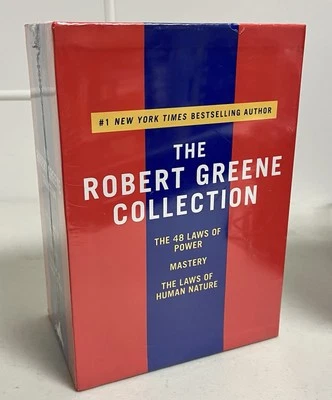 #1 NEW YORK TIMES BESTSELLING AUTHOR
THE
ROBERT GREENE
COLLECTION
THE 48 LAWS OF
POWER
MASTERY
THE LAWS OF
HUMAN NATURE